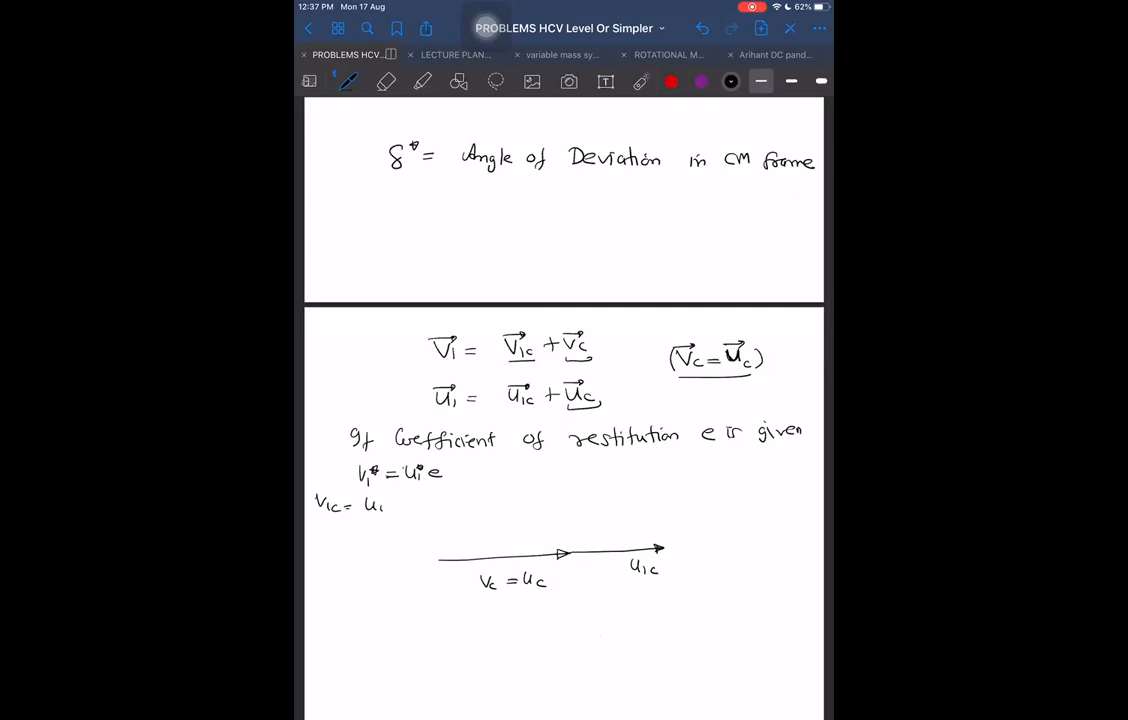 12:37 PM Mon 17 Aug
62%
PROBLEMS HCV Level Or Simpler
PROBLEMS HCV...
LECTURE PLAN...
variable mass sy...
ROTATIONAL M...
Arihant DC pand...
δ* = Angle of Deviation in CM frame
V⃗₁ = V⃗₁c + V⃗c (V⃗c = u⃗c)
u⃗₁ = u⃗₁c + u⃗c
If Coefficient of restitution e is given
V₁* = u₁* e
V₁c = u₁
Vc = uc
u₁c